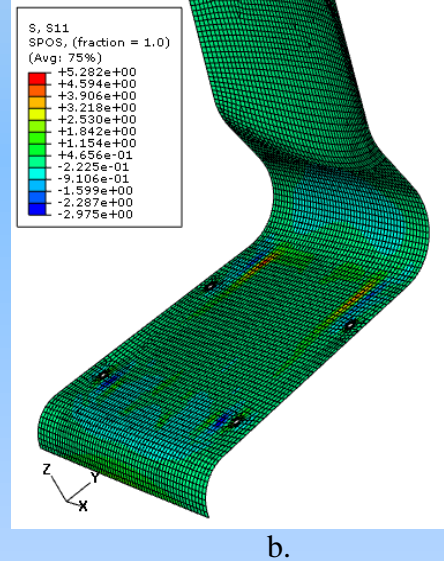 S, S11
SPOS, (fraction = 1.0)
(Avg: 75%)
+5.282e+00
+4.594e+00
+3.906e+00
+3.218e+00
+2.530e+00
+1.842e+00
+1.154e+00
+4.656e-01
-2.225e-01
-9.106e-01
-1.599e+00
-2.287e+00
-2.975e+00
Z
Y
X
b.